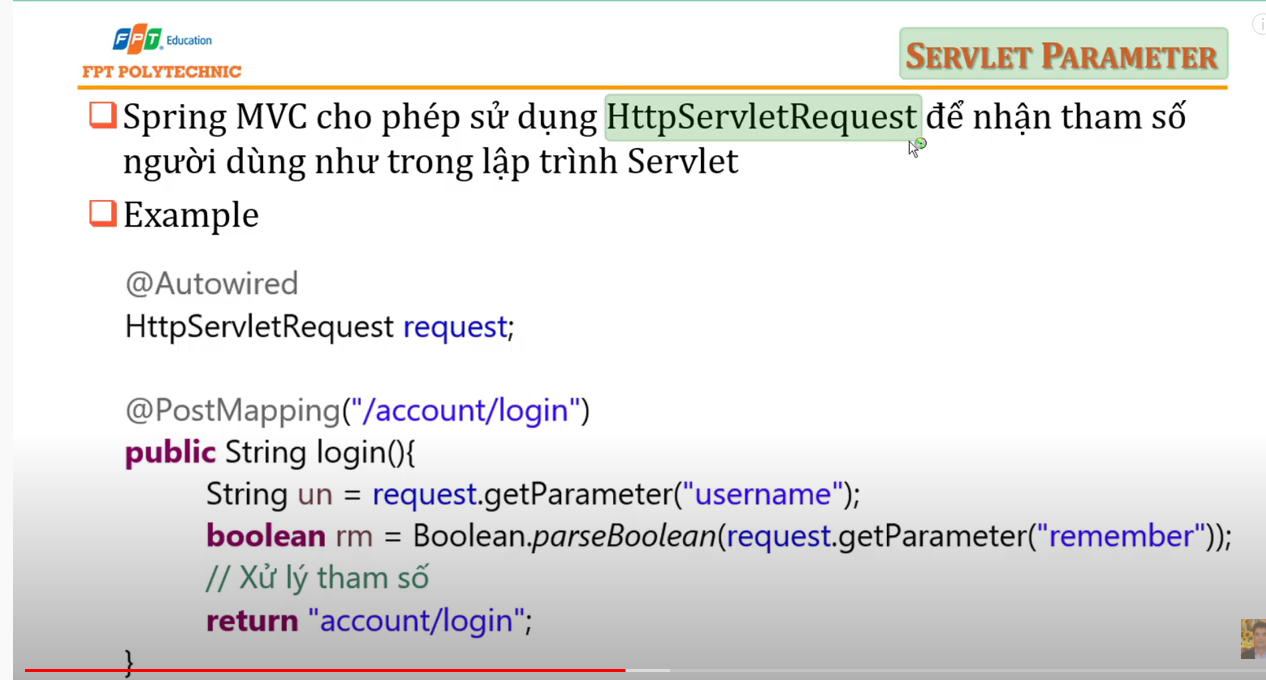 FPT Education
FPT POLYTECHNIC
SERVLET PARAMETER
Spring MVC cho phép sử dụng HttpServletRequest để nhận tham số
người dùng như trong lập trình Servlet
Example
@Autowired
HttpServletRequest request;
@PostMapping("/account/login")
public String login(){
String un = request.getParameter("username");
boolean rm = Boolean.parseBoolean(request.getParameter("remember"));
// Xử lý tham số
return "account/login";
}